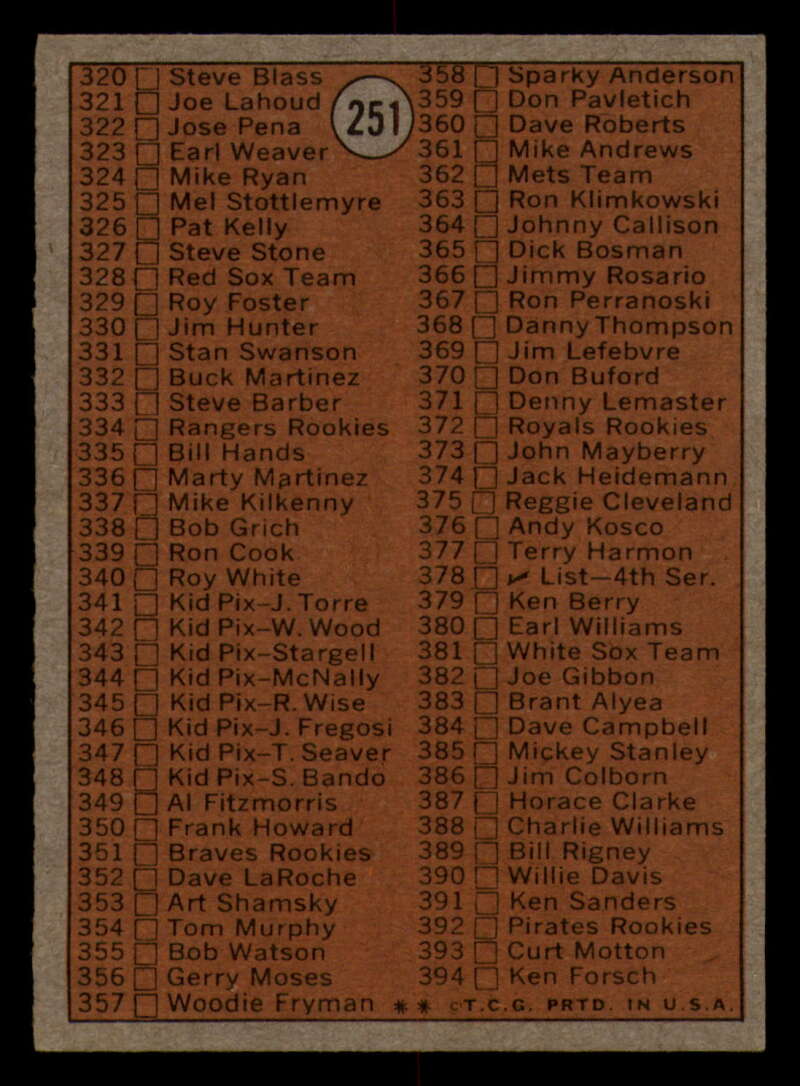 251
320 Steve Blass
321 Joe Lahoud
322 Jose Pena
323 Earl Weaver
324 Mike Ryan
325 Mel Stottlemyre
326 Pat Kelly
327 Steve Stone
328 Red Sox Team
329 Roy Foster
330 Jim Hunter
331 Stan Swanson
332 Buck Martinez
333 Steve Barber
334 Rangers Rookies
335 Bill Hands
336 Marty Martinez
337 Mike Kilkenny
338 Bob Grich
339 Ron Cook
340 Roy White
341 Kid Pix–J. Torre
342 Kid Pix–W. Wood
343 Kid Pix–Stargell
344 Kid Pix–McNally
345 Kid Pix–R. Wise
346 Kid Pix–J. Fregosi
347 Kid Pix–T. Seaver
348 Kid Pix–S. Bando
349 Al Fitzmorris
350 Frank Howard
351 Braves Rookies
352 Dave LaRoche
353 Art Shamsky
354 Tom Murphy
355 Bob Watson
356 Gerry Moses
357 Woodie Fryman
358 Sparky Anderson
359 Don Pavletich
360 Dave Roberts
361 Mike Andrews
362 Mets Team
363 Ron Klimkowski
364 Johnny Callison
365 Dick Bosman
366 Jimmy Rosario
367 Ron Perranoski
368 Danny Thompson
369 Jim Lefebvre
370 Don Buford
371 Denny Lemaster
372 Royals Rookies
373 John Mayberry
374 Jack Heidemann
375 Reggie Cleveland
376 Andy Kosco
377 Terry Harmon
378 ✔ List–4th Ser.
379 Ken Berry
380 Earl Williams
381 White Sox Team
382 Joe Gibbon
383 Brant Alyea
384 Dave Campbell
385 Mickey Stanley
386 Jim Colborn
387 Horace Clarke
388 Charlie Williams
389 Bill Rigney
390 Willie Davis
391 Ken Sanders
392 Pirates Rookies
393 Curt Motton
394 Ken Forsch
* * ©T.C.G. PRTD. IN U.S.A.